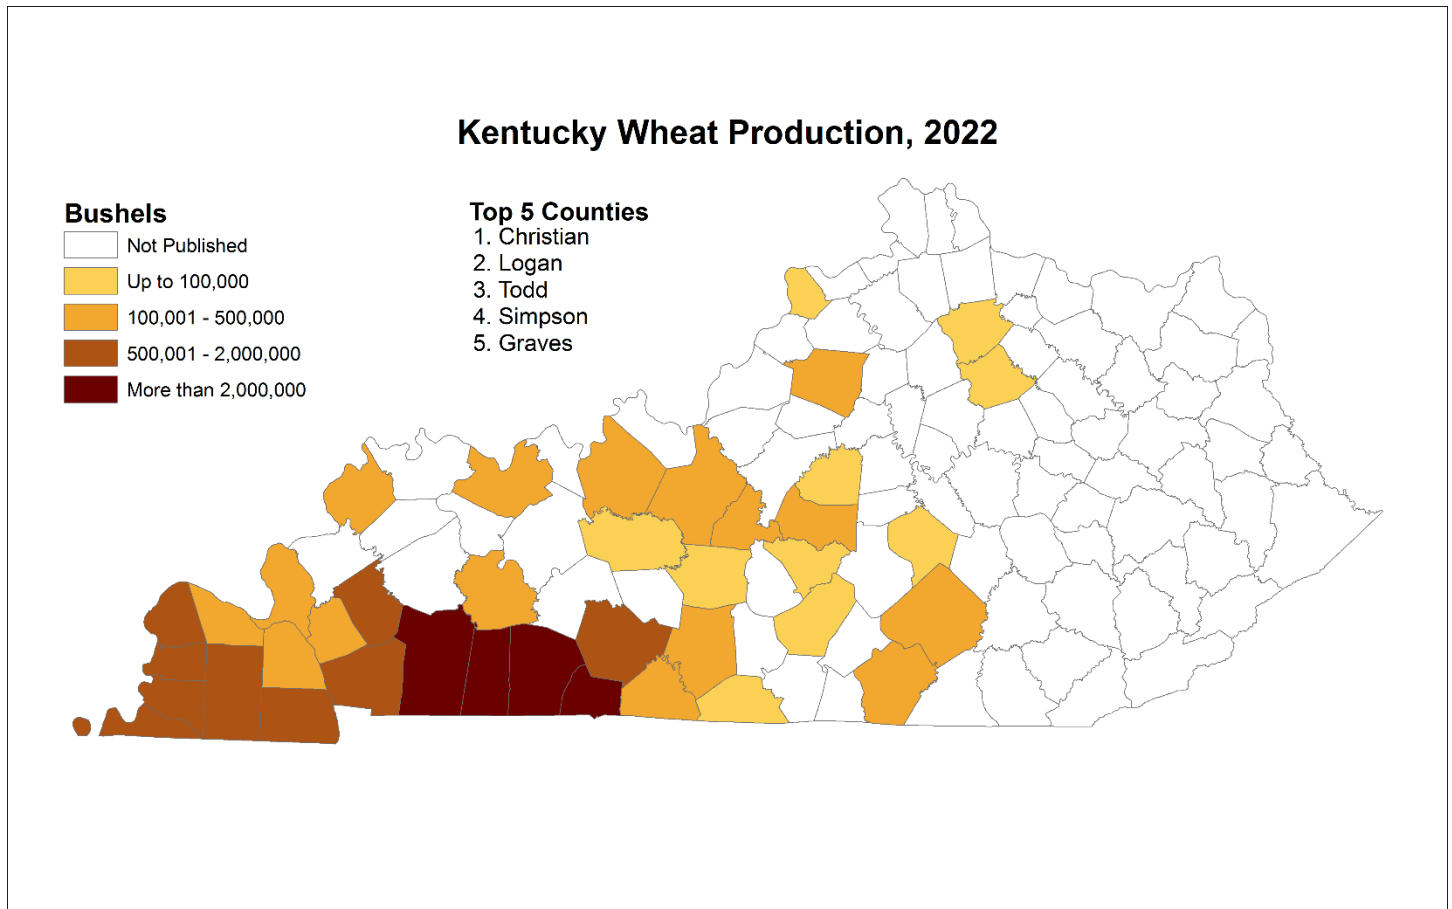 Kentucky Wheat Production, 2022
Bushels
Not Published
Up to 100,000
100,001 - 500,000
500,001 - 2,000,000
More than 2,000,000
Top 5 Counties
1. Christian
2. Logan
3. Todd
4. Simpson
5. Graves